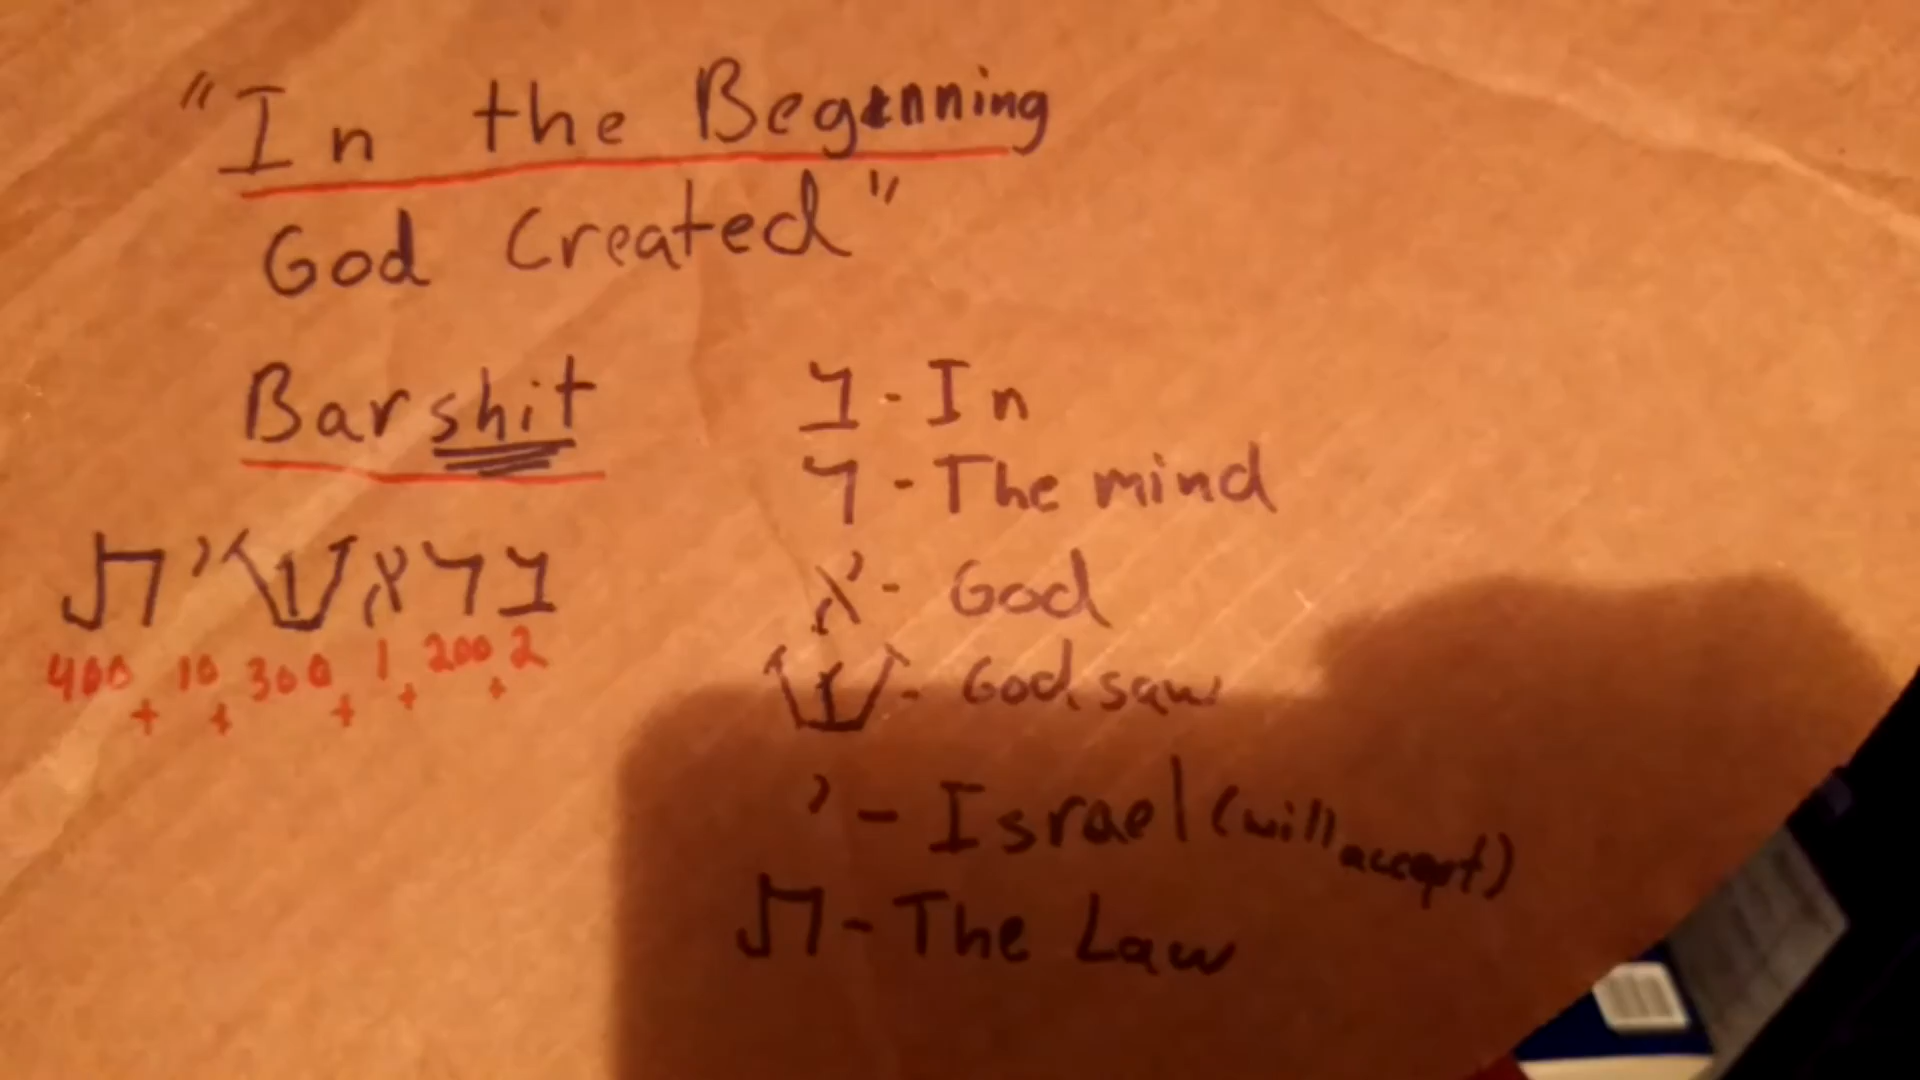 "In the Beginning
God Created"
Barshit
בראשית
400 + 10 + 300 + 1 + 200 + 2
ב - In
ר - The mind
א - God
ש - God saw
י - Israel (will accept)
ת - The Law